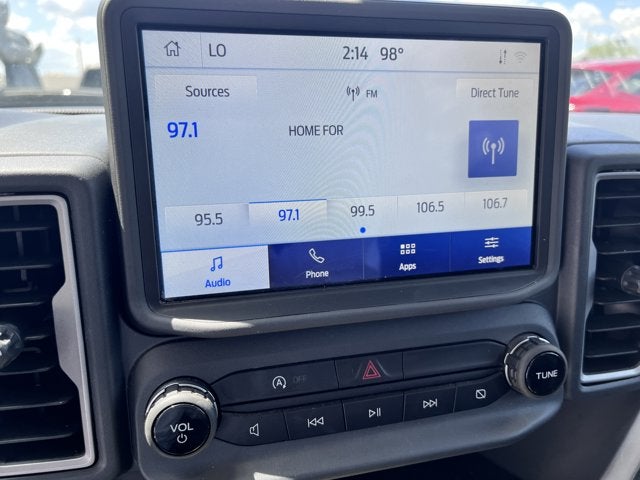 LO 2:14 98°
Sources FM Direct Tune
97.1 HOME FOR
95.5 97.1 99.5 106.5 106.7
Audio Phone Apps Settings
A OFF
VOL TUNE